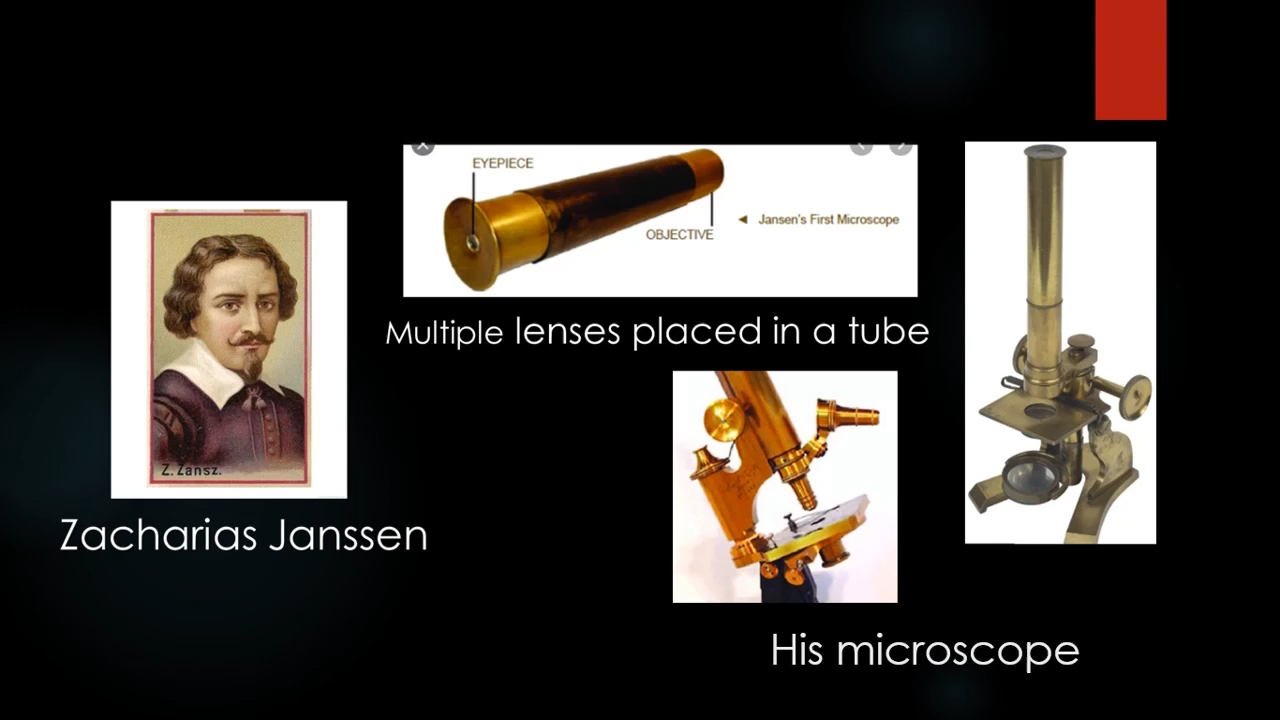 EYEPIECE
OBJECTIVE
◄ Jansen's First Microscope
Multiple lenses placed in a tube
Z. Zansz.
Zacharias Janssen
His microscope